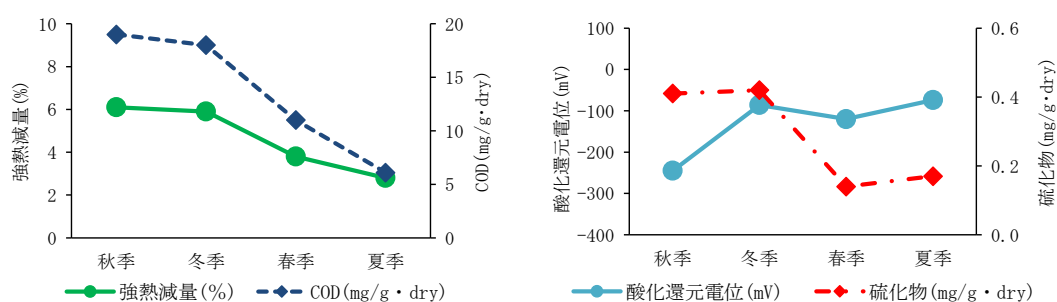 10
8
6
4
2
0
強熱減量(%)
20
15
10
5
0
COD(mg/g・dry)
秋季 冬季 春季 夏季
強熱減量(%) COD(mg/g・dry)
100
0
-100
-200
-300
-400
酸化還元電位(mV)
0.6
0.4
0.2
0.0
硫化物(mg/g・dry)
秋季 冬季 春季 夏季
酸化還元電位(mV) 硫化物(mg/g・dry)